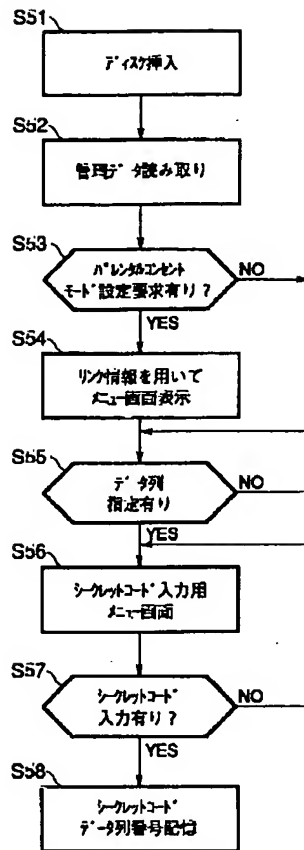 S51
ディスク挿入
S52
管理データ読み取り
S53
パレンタルコンセント
モード設定要求有り?
NO
YES
S54
リンク情報を用いて
メニュー画面表示
S55
データ列
指定有り
YES
S56
シークレットコード入力用
メニュー画面
S57
シークレットコード
入力有り?
NO
YES
S58
シークレットコード
データ列番号記憶